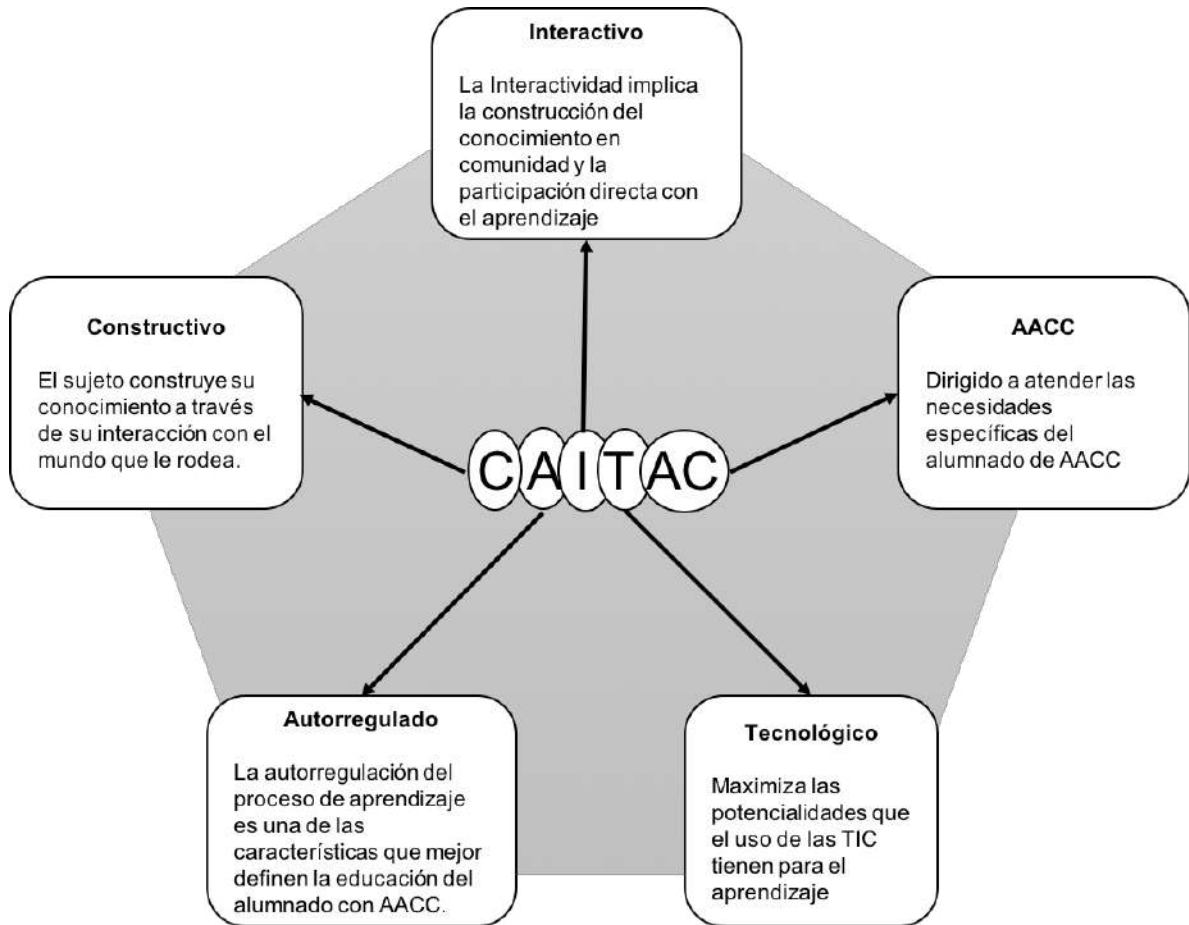 Interactivo
La Interactividad implica
la construcción del
conocimiento en
comunidad y la
participación directa con
el aprendizaje
Constructivo
El sujeto construye su
conocimiento a través
de su interacción con el
mundo que le rodea.
AACC
Dirigido a atender las
necesidades
específicas del
alumnado de AACC
CAITAC
Autorregulado
La autorregulación del
proceso de aprendizaje
es una de las
características que mejor
definen la educación del
alumnado con AACC.
Tecnológico
Maximiza las
potencialidades que
el uso de las TIC
tienen para el
aprendizaje